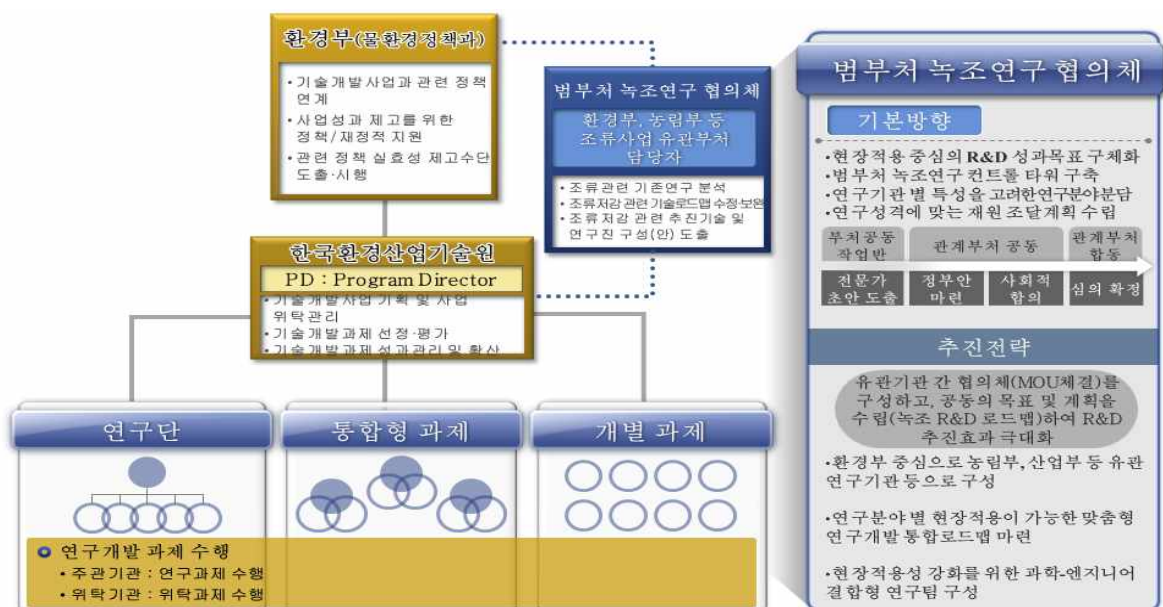 환경부(물환경정책과)
• 기술개발사업과 관련 정책
연계
• 사업성과 제고를 위한
정책/재정적 지원
• 관련 정책 실효성 제고수단
도출·시행
범부처 녹조연구 협의체
환경부, 농림부 등
조류사업 유관부처
담당자
• 조류관련 기존연구 분석
• 조류저감 관련 기술로드맵 수정·보완
• 조류저감 관련 추진기술 및
연구진 구성(안) 도출
한국환경산업기술원
PD : Program Director
• 기술개발사업 기획 및 사업
위탁관리
• 기술개발과제 선정·평가
• 기술개발과제 성과관리 및 확산
연구단
통합형 과제
개별 과제
연구개발 과제 수행
• 주관기관 : 연구과제 수행
• 위탁기관 : 위탁과제 수행
범부처 녹조연구 협의체
기본방향
•현장적용 중심의 R&D 성과목표 구체화
•범부처 녹조연구 컨트롤 타워 구축
•연구기관 별 특성을 고려한연구분야분담
•연구성격에 맞는 재원 조달계획 수립
부처공동
작업반
관계부처 공동
관계부처
합동
전문가
초안 도출
정부안
마련
사회적
합의
심의 확정
추진전략
유관기관 간 협의체(MOU체결)를
구성하고, 공동의 목표 및 계획을
수립(녹조 R&D 로드맵)하여 R&D
추진효과 극대화
•환경부 중심으로 농림부, 산업부 등 유관
연구기관 등으로 구성
•연구분야 별 현장적용이 가능한 맞춤형
연구개발 통합로드맵 마련
•현장적용성 강화를 위한 과학-엔지니어
결합형 연구팀 구성